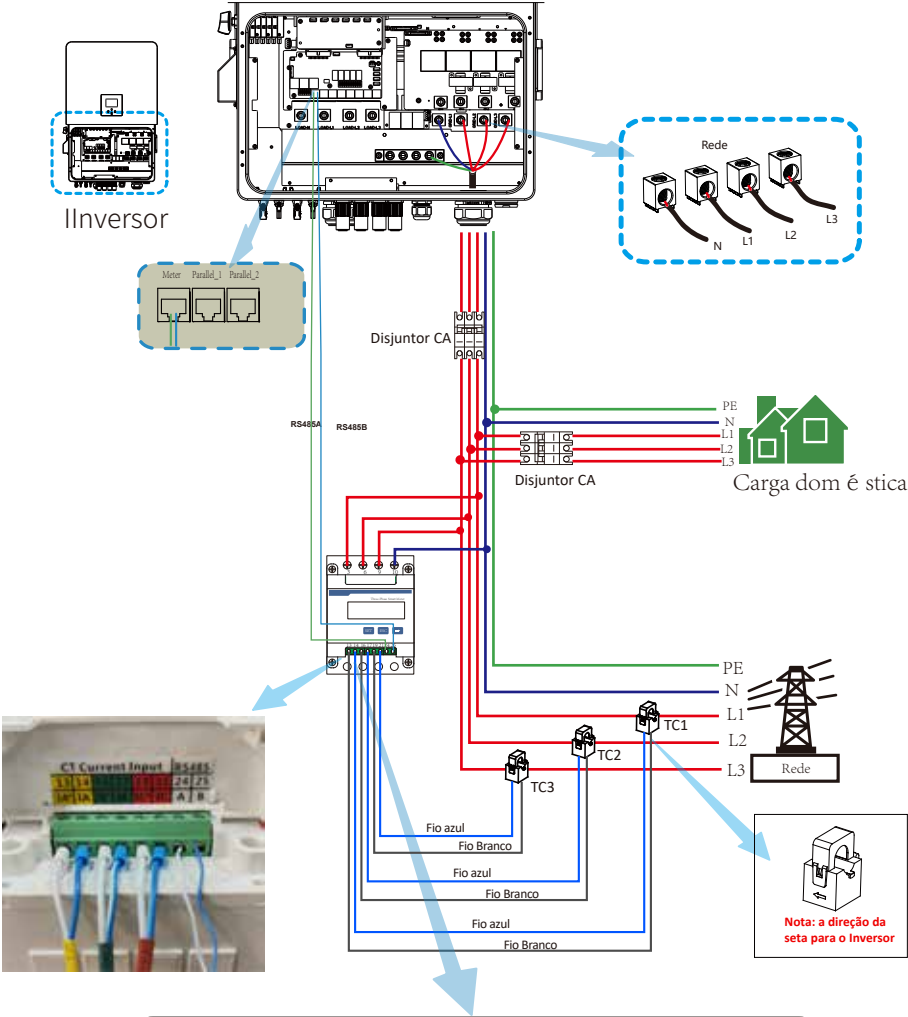 Rede
N
L1
L2
L3
IInversor
Meter Parallel_1 Parallel_2
Disjuntor CA
RS485A
RS485B
PE
N
L1
L2
L3
Disjuntor CA
Carga dom é stica
PE
N
L1
L2
L3
Rede
TC1
TC2
TC3
CT Current Input RS485
24 25
A B
Fio azul
Fio Branco
Fio azul
Fio Branco
Fio azul
Fio Branco
Nota: a direção da
seta para o Inversor